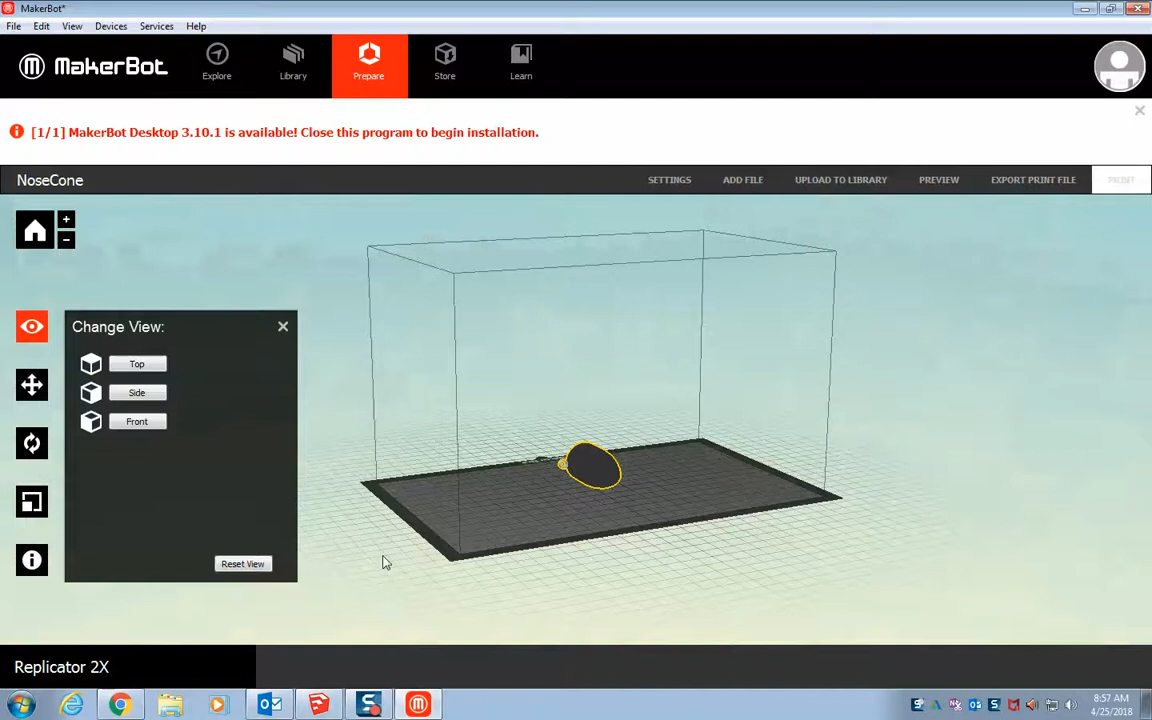 MakerBot*
File Edit View Devices Services Help
MakerBot Explore Library Prepare Store Learn
[1/1] MakerBot Desktop 3.10.1 is available! Close this program to begin installation.
NoseCone SETTINGS ADD FILE UPLOAD TO LIBRARY PREVIEW EXPORT PRINT FILE PRINT
+
-
Change View:
Top
Side
Front
Reset View
Replicator 2X
8:57 AM
4/25/2018